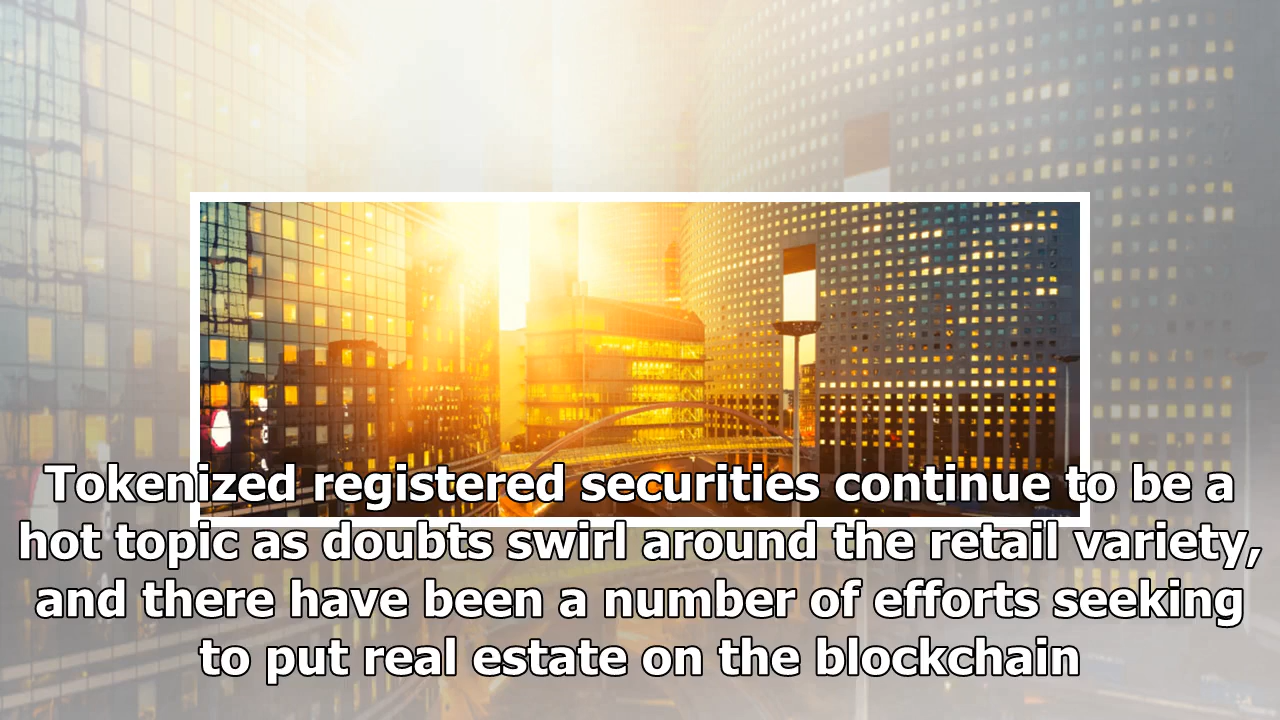 Tokenized registered securities continue to be a
hot topic as doubts swirl around the retail variety,
and there have been a number of efforts seeking
to put real estate on the blockchain